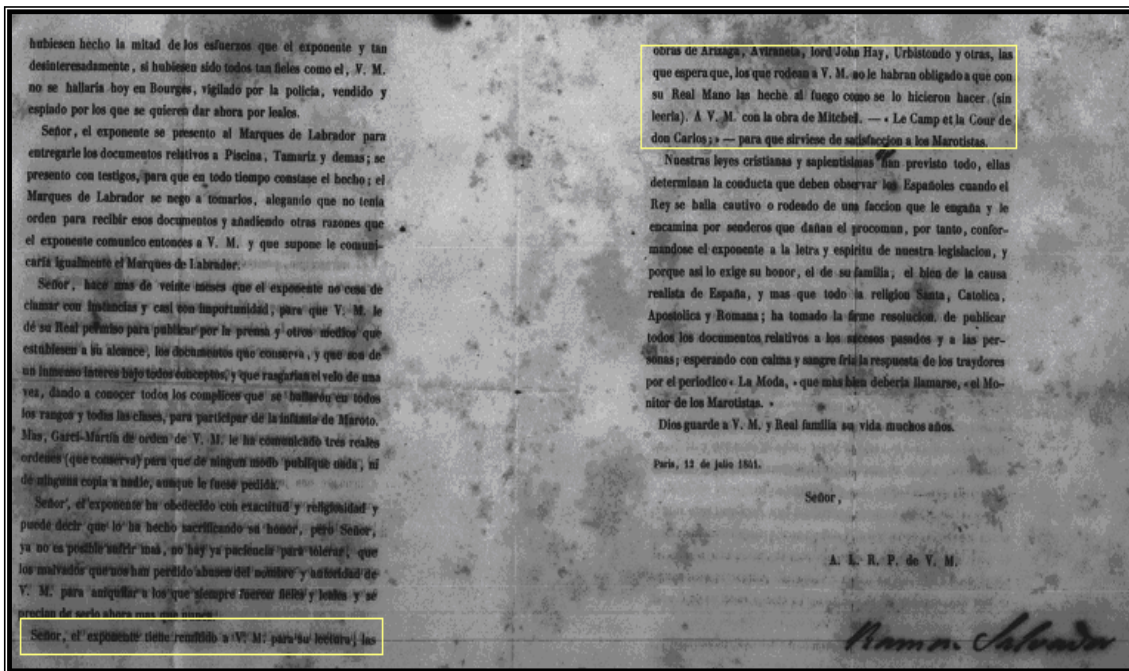 hubiesen hecho la mitad de los esfuerzos que el exponente y tan
desinteresadamente, si hubiesen sido todos tan fieles como el, V. M.
no se hallaria hoy en Bourges, vigilado por la policia, vendido y
espiado por los que se quieren dar ahora por leales.
Señor, el exponente se presento al Marques de Labrador para
entregarle los documentos relativos a Piscina, Tamariz y demas; se
presento con testigos, para que en todo tiempo constase el hecho; el
Marques de Labrador se nego a tomarlos, alegando que no tenia
orden para recibir esos documentos y añadiendo otras razones que
el exponente comunico entonces a V. M. y que supone le comuni-
caria igualmente el Marques de Labrador.
Señor, hace mas de veinte meses que el exponente no cesa de
clamar con instancias y casi con importunidad, para que V. M. le
dé su Real permiso para publicar por la prensa y otros medios que
estubiesen a su alcance, los documentos que conserva, y que son de
un inmenso interes bajo todos conceptos, y que rasgarian el velo de una
vez, dando a conocer todos los complices que se hallaron en todos
los rangos y todas las clases, para participar de la infamia de Maroto.
Mas, Garci-Martin de orden de V. M. le ha comunicado tres reales
ordenes (que conserva) para que de ningun modo publique nada, ni
dé ninguna copia a nadie, aunque le fuese pedida.
Señor, el exponente ha obedecido con exactitud y religiosidad y
puede decir que lo ha hecho sacrificando su honor, pero Señor,
ya no es posible sufrir mas, no hay ya paciencia para tolerar, que
los malvados que nos han perdido abusen del nombre y autoridad de
V. M. para aniquilar a los que siempre fueron fieles y leales y se
precian de serlo ahora mas que nunca.
Señor, el exponente tiene remitido a V. M. para su lectura, las
obras de Arizaga, Aviraneta, lord John Hay, Urbistondo y otras, las
que espera que, los que rodean a V. M. no le habran obligado a que con
su Real Mano las heche al fuego como se lo hicieron hacer (sin
leerla). A V. M. con la obra de Mitchel. — « Le Camp et la Cour de
don Carlos; » — para que sirviese de satisfaccion a los Marotistas.
Nuestras leyes cristianas y sapientisimas han previsto todo, ellas
determinan la conducta que deben observar los Españoles cuando el
Rey se halla cautivo o rodeado de una faccion que le engaña y le
encamina por senderos que dañan el procomun, por tanto, confor-
mandose el exponente a la letra y espiritu de nuestra legislacion, y
porque asi lo exige su honor, el de su familia, el bien de la causa
realista de España, y mas que todo la religion Santa, Catolica,
Apostolica y Romana; ha tomado la firme resolucion. de publicar
todos los documentos relativos a los sucesos pasados y a las per-
sonas; esperando con calma y sangre fria la respuesta de los traydores
por el periodico « La Moda, » que mas bien deberia llamarse, « el Mo-
nitor de los Marotistas. »
Dios guarde a V. M. y Real familia su vida muchos años.
Paris, 12 de julio 1841.
Señor,
A. L. R. P. de V. M.
Ramon Salvador